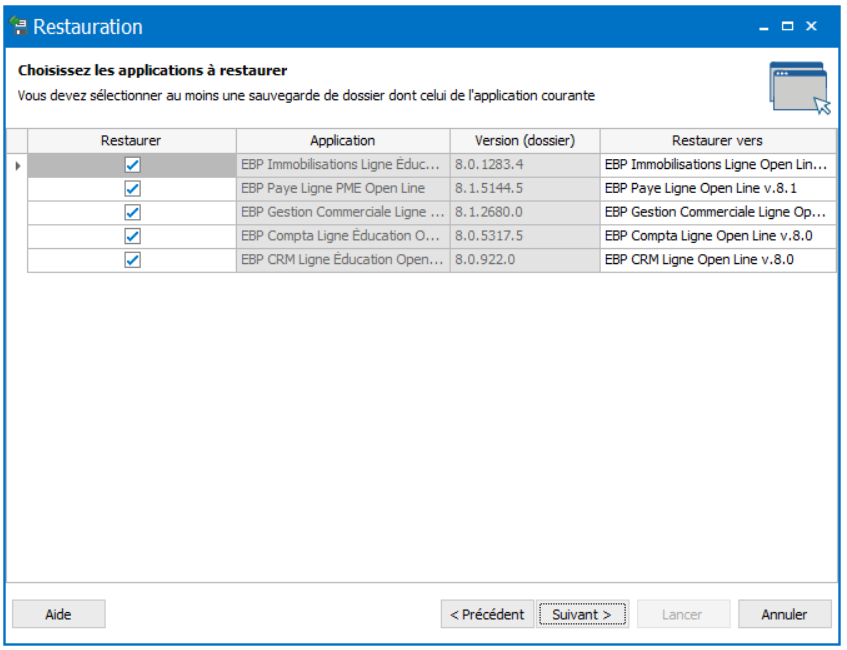 Restauration
Choisissez les applications à restaurer
Vous devez sélectionner au moins une sauvegarde de dossier dont celui de l'application courante
Restaurer Application Version (dossier) Restaurer vers
EBP Immobilisations Ligne Éduc... 8.0.1283.4 EBP Immobilisations Ligne Open Lin...
EBP Paye Ligne PME Open Line 8.1.5144.5 EBP Paye Ligne Open Line v.8.1
EBP Gestion Commerciale Ligne ... 8.1.2680.0 EBP Gestion Commerciale Ligne Op...
EBP Compta Ligne Éducation O... 8.0.5317.5 EBP Compta Ligne Open Line v.8.0
EBP CRM Ligne Éducation Open... 8.0.922.0 EBP CRM Ligne Open Line v.8.0
Aide < Précédent Suivant > Lancer Annuler